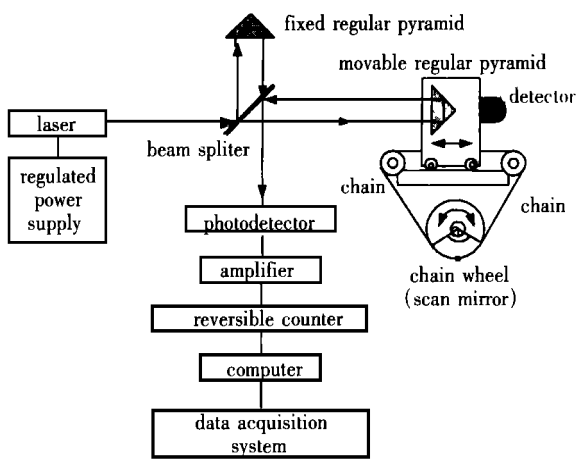 fixed regular pyramid
movable regular pyramid
detector
laser
beam spliter
regulated
power
supply
chain
chain
photodetector
chain wheel
(scan mirror)
amplifier
reversible counter
computer
data acquisition
system